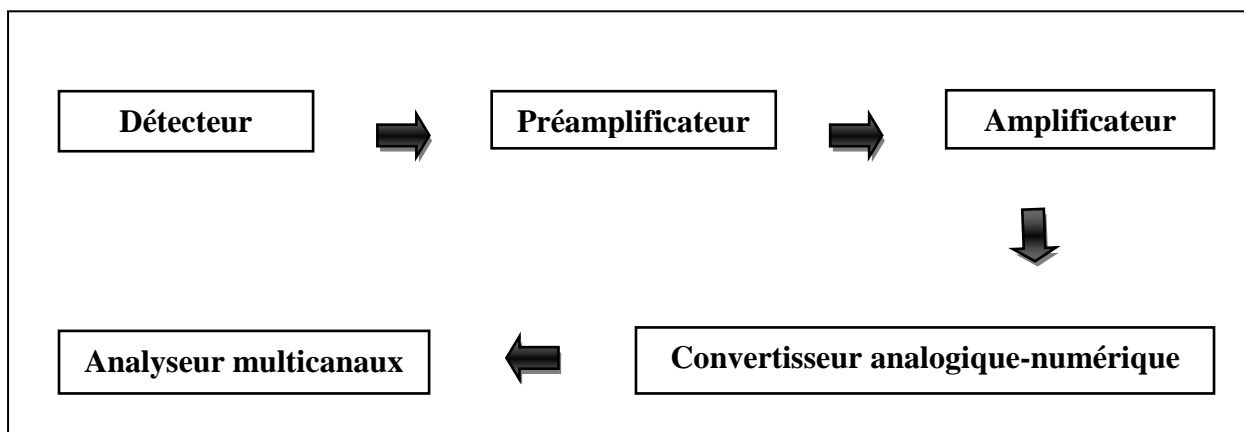 Détecteur
Préamplificateur
Amplificateur
Convertisseur analogique-numérique
Analyseur multicanaux